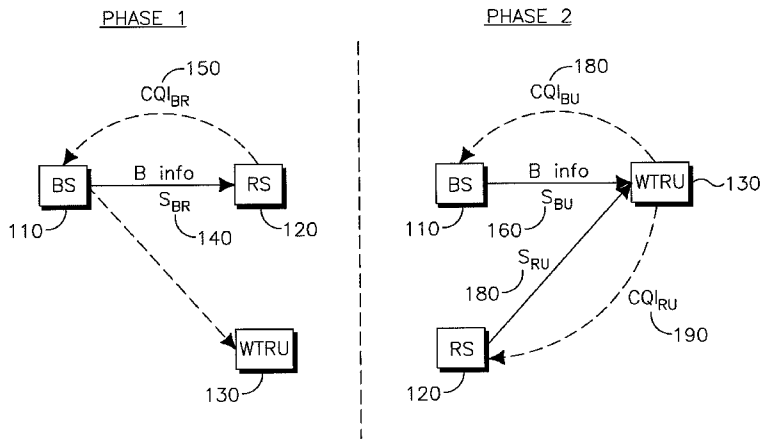 PHASE 1
150
CQI_BR
BS
B info
S_BR
RS
110
140
120
WTRU
130
PHASE 2
180
CQI_BU
BS
B info
S_BU
WTRU
130
110
160
S_RU
180
CQI_RU
190
RS
120